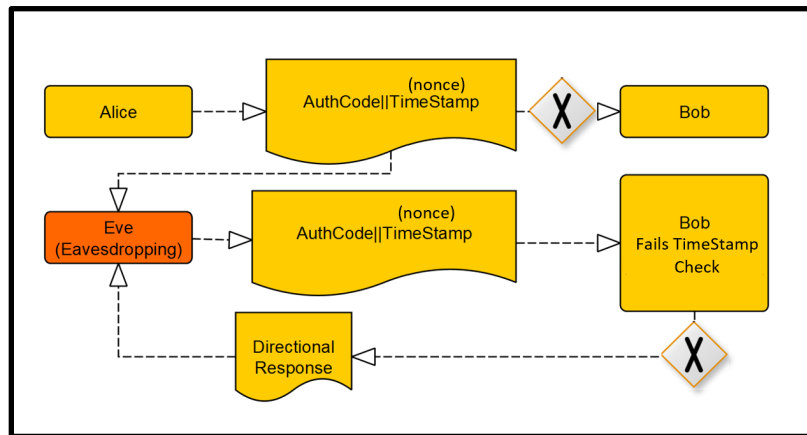 Alice
(nonce)
AuthCode||TimeStamp
X
Bob
Eve
(Eavesdropping)
(nonce)
AuthCode||TimeStamp
Bob
Fails TimeStamp
Check
Directional
Response
X